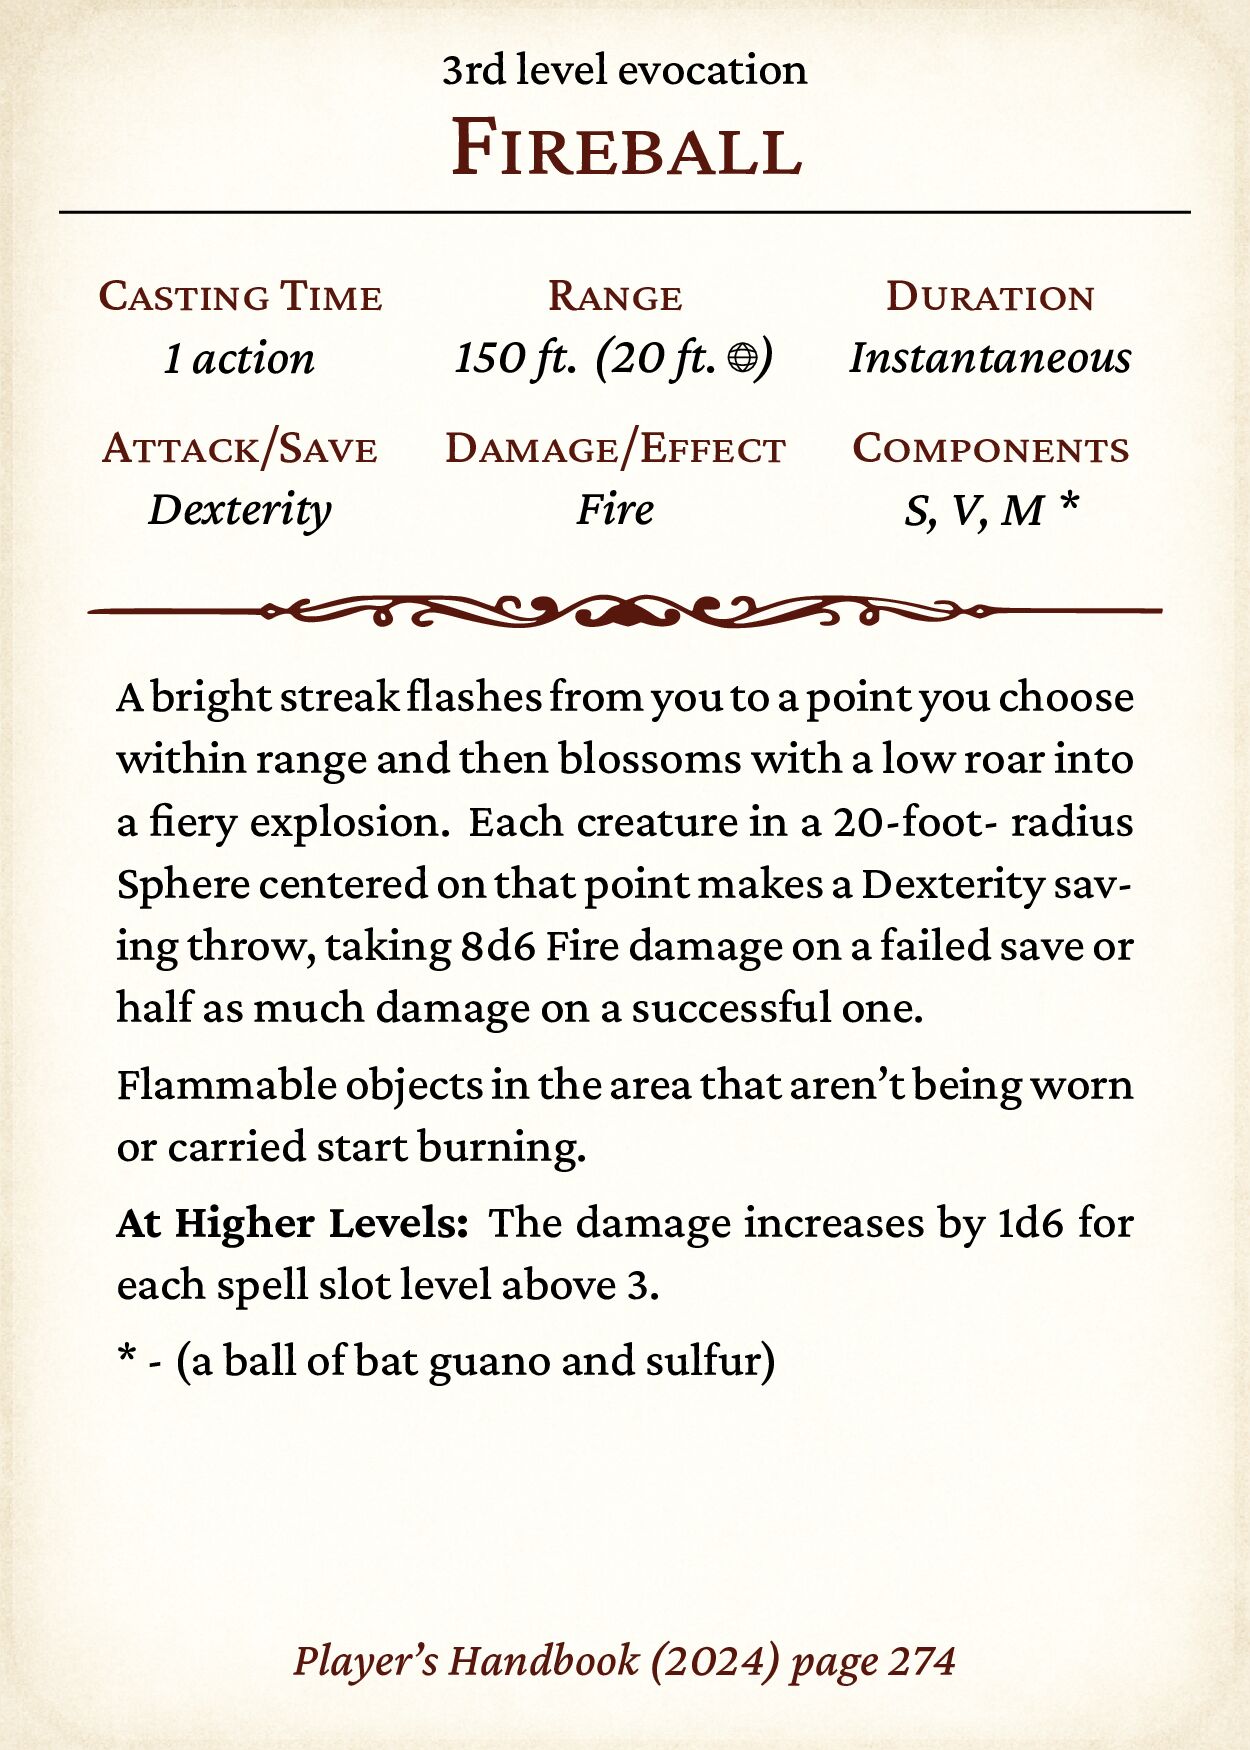 3rd level evocation
Fireball
Casting Time Range Duration
1 action 150 ft. (20 ft. ) Instantaneous
Attack/Save Damage/Effect Components
Dexterity Fire S, V, M *
A bright streak flashes from you to a point you choose
within range and then blossoms with a low roar into
a fiery explosion. Each creature in a 20-foot- radius
Sphere centered on that point makes a Dexterity sav-
ing throw, taking 8d6 Fire damage on a failed save or
half as much damage on a successful one.
Flammable objects in the area that aren’t being worn
or carried start burning.
At Higher Levels: The damage increases by 1d6 for
each spell slot level above 3.
* - (a ball of bat guano and sulfur)
Player’s Handbook (2024) page 274